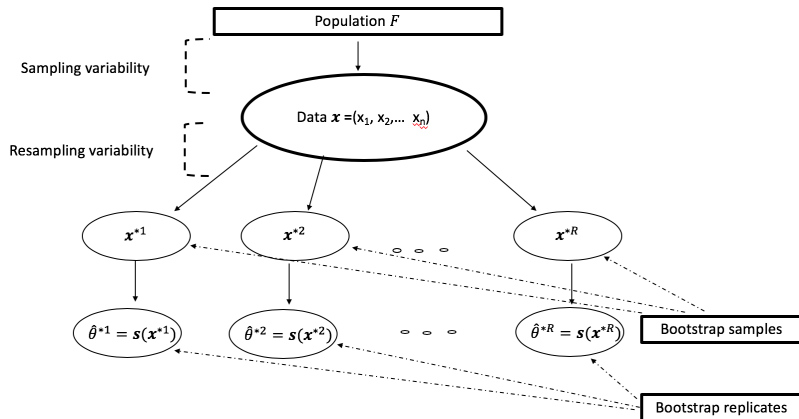 Population F
Sampling variability
Data x =(x₁, x₂,... xₙ)
Resampling variability
x*¹ x*² x*ᴿ
θ̂*¹ = s(x*¹) θ̂*² = s(x*²) θ̂*ᴿ = s(x*ᴿ)
Bootstrap samples
Bootstrap replicates